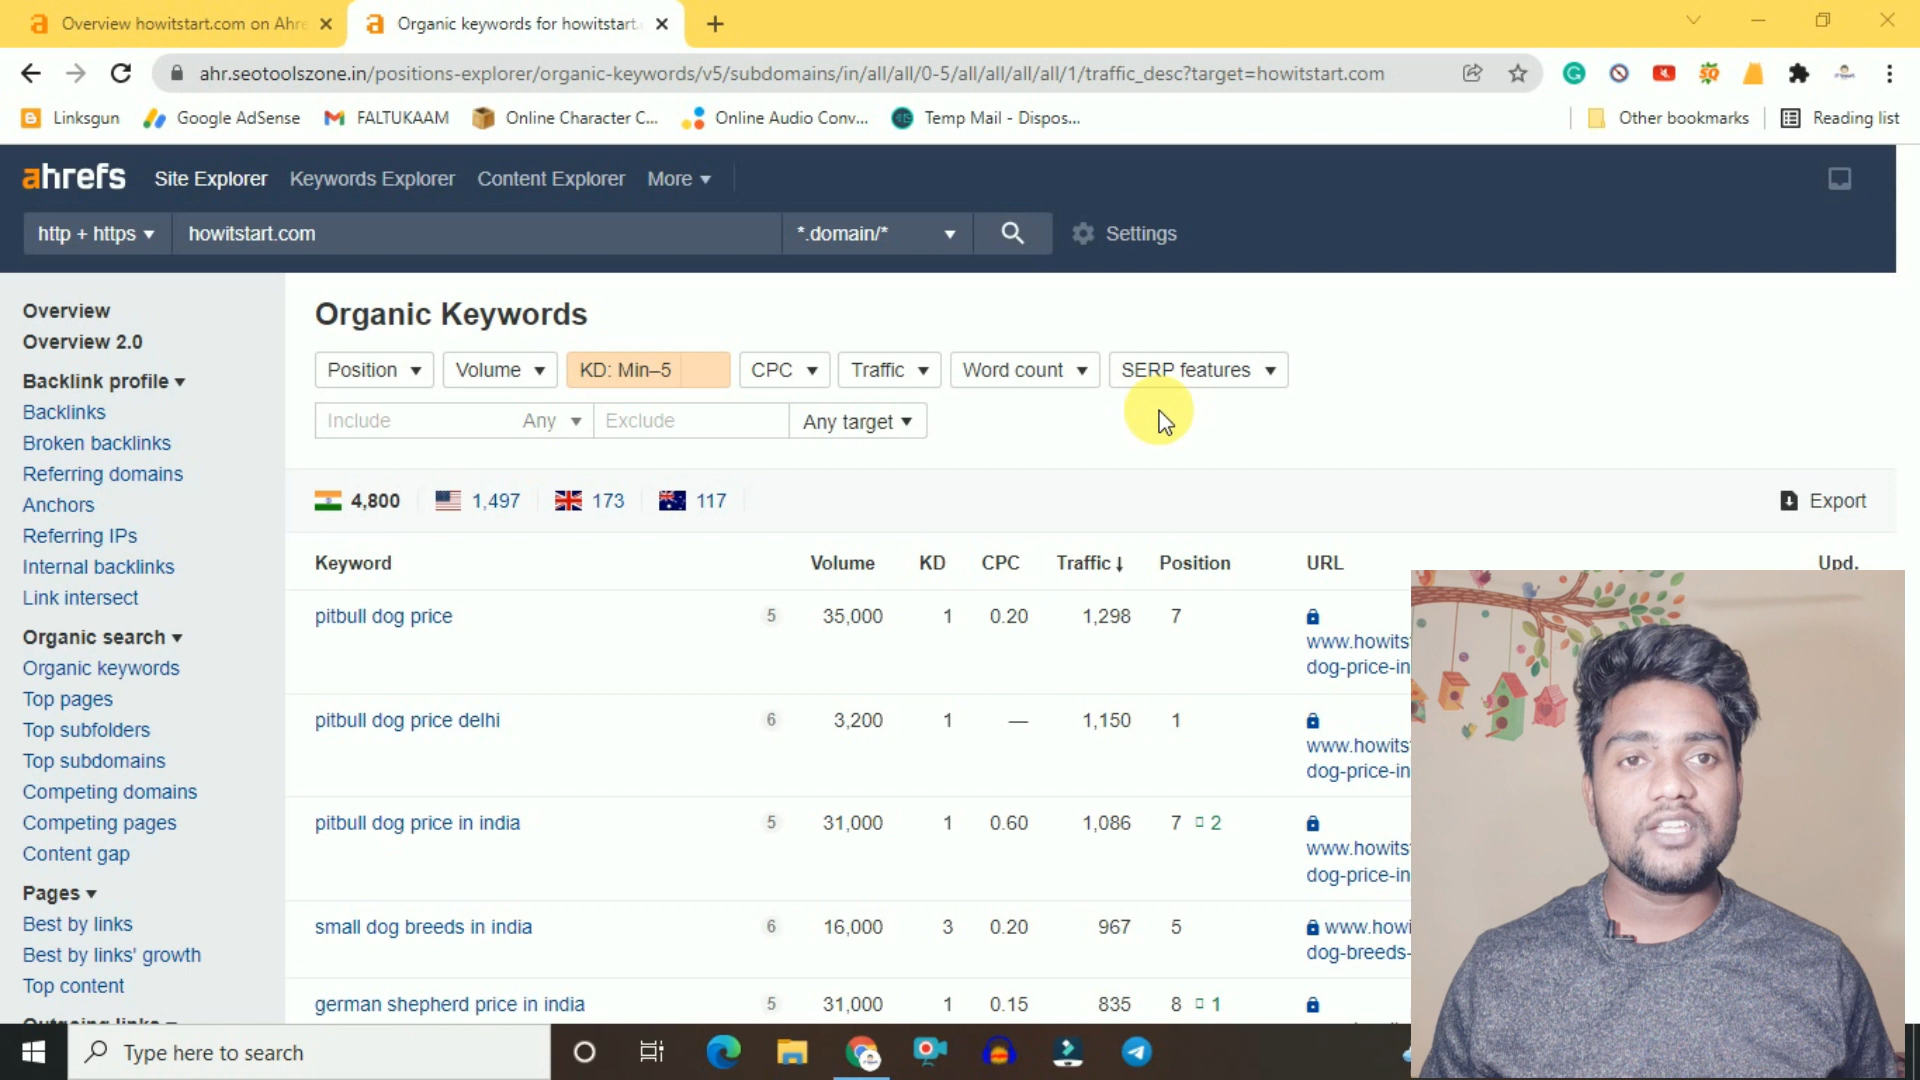 Overview howitstart.com on Ahre
Organic keywords for howitstart.
ahr.seotoolszone.in/positions-explorer/organic-keywords/v5/subdomains/in/all/all/0-5/all/all/all/all/1/traffic_desc?target=howitstart.com
Linksgun Google AdSense FALTUKAAM Online Character C... Online Audio Conv... Temp Mail - Dispos... Other bookmarks Reading list
ahrefs Site Explorer Keywords Explorer Content Explorer More
http + https howitstart.com *.domain/* Settings
Overview
Overview 2.0
Backlink profile
Backlinks
Broken backlinks
Referring domains
Anchors
Referring IPs
Internal backlinks
Link intersect
Organic search
Organic keywords
Top pages
Top subfolders
Top subdomains
Competing domains
Competing pages
Content gap
Pages
Best by links
Best by links' growth
Top content
Outgoing links
Organic Keywords
Position Volume KD: Min–5 CPC Traffic Word count SERP features
Include Any Exclude Any target
4,800 1,497 173 117 Export
Keyword Volume KD CPC Traffic↓ Position URL Upd.
pitbull dog price 5 35,000 1 0.20 1,298 7
www.howits
dog-price-in
pitbull dog price delhi 6 3,200 1 — 1,150 1
www.howits
dog-price-in
pitbull dog price in india 5 31,000 1 0.60 1,086 7 2
www.howits
dog-price-in
small dog breeds in india 6 16,000 3 0.20 967 5 www.howi
dog-breeds-
german shepherd price in india 5 31,000 1 0.15 835 8 1
Type here to search